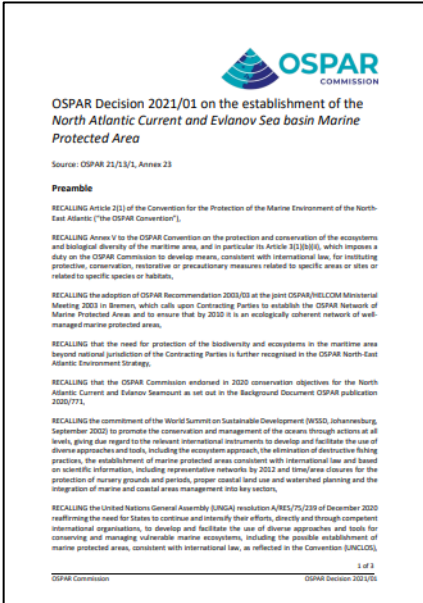 OSPAR
COMMISSION
OSPAR Decision 2021/01 on the establishment of the
North Atlantic Current and Evlanov Sea basin Marine
Protected Area
Source: OSPAR 21/13/1, Annex 23
Preamble
RECALLING Article 2(1) of the Convention for the Protection of the Marine Environment of the North-
East Atlantic ("the OSPAR Convention"),
RECALLING Annex V to the OSPAR Convention on the protection and conservation of the ecosystems
and biological diversity of the maritime area, and in particular its Article 3(1)(b)(ii), which imposes a
duty on the OSPAR Commission to develop means, consistent with international law, for instituting
protective, conservation, restorative or precautionary measures related to specific areas or sites or
related to specific species or habitats,
RECALLING the adoption of OSPAR Recommendation 2003/03 at the joint OSPAR/HELCOM Ministerial
Meeting 2003 in Bremen, which calls upon Contracting Parties to establish the OSPAR Network of
Marine Protected Areas and to ensure that by 2010 it is an ecologically coherent network of well-
managed marine protected areas,
RECALLING that the need for protection of the biodiversity and ecosystems in the maritime area
beyond national jurisdiction of the Contracting Parties is further recognised in the OSPAR North-East
Atlantic Environment Strategy,
RECALLING that the OSPAR Commission endorsed in 2020 conservation objectives for the North
Atlantic Current and Evlanov Seamount as set out in the Background Document OSPAR publication
2020/771,
RECALLING the commitment of the World Summit on Sustainable Development (WSSD, Johannesburg,
September 2002) to promote the conservation and management of the oceans through actions at all
levels, giving due regard to the relevant international instruments to develop and facilitate the use of
diverse approaches and tools, including the ecosystem approach, the elimination of destructive fishing
practices, the establishment of marine protected areas consistent with international law and based
on scientific information, including representative networks by 2012 and time/area closures for the
protection of nursery grounds and periods, proper coastal land use and watershed planning and the
integration of marine and coastal areas management into key sectors,
RECALLING the United Nations General Assembly (UNGA) resolution A/RES/75/239 of December 2020
reaffirming the need for States to continue and intensify their efforts, directly and through competent
international organisations, to develop and facilitate the use of diverse approaches and tools for
conserving and managing vulnerable marine ecosystems, including the possible establishment of
marine protected areas, consistent with international law, as reflected in the Convention (UNCLOS),
1 of 3
OSPAR Commission OSPAR Decision 2021/01